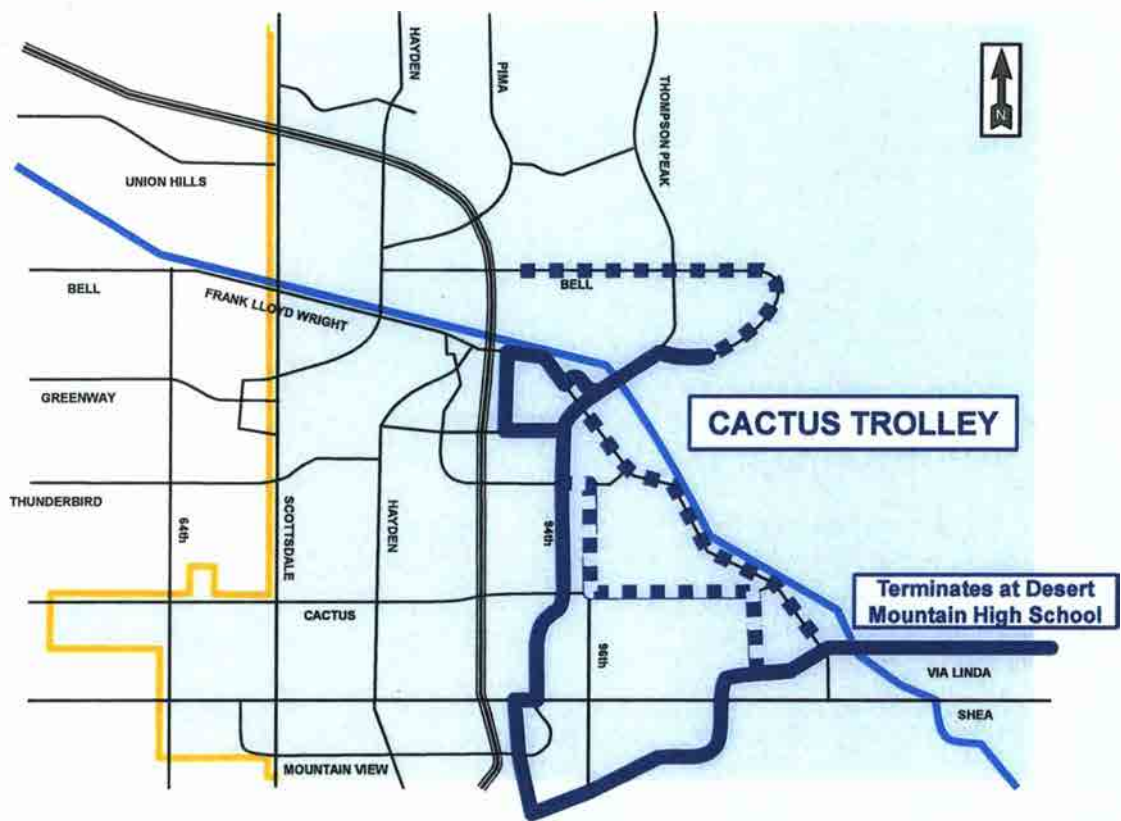 HAYDEN
PIMA
THOMPSON PEAK
N
UNION HILLS
BELL
BELL
FRANK LLOYD WRIGHT
GREENWAY
CACTUS TROLLEY
THUNDERBIRD
64th
SCOTTSDALE
HAYDEN
94th
Terminates at Desert
Mountain High School
CACTUS
96th
VIA LINDA
SHEA
MOUNTAIN VIEW